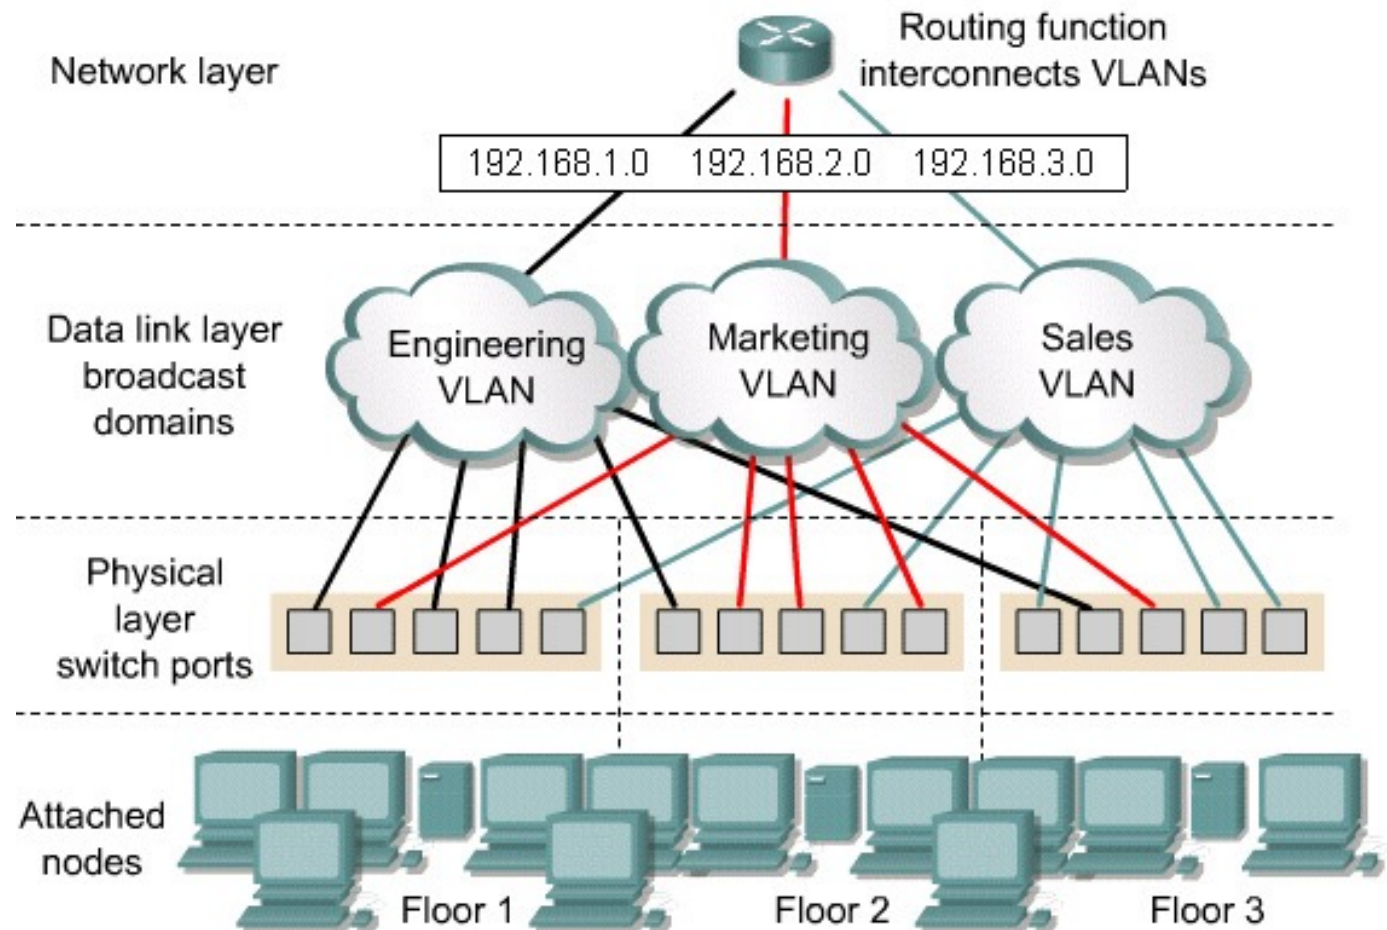 Network layer
Routing function
interconnects VLANs
192.168.1.0 192.168.2.0 192.168.3.0
Data link layer
broadcast
domains
Engineering
VLAN
Marketing
VLAN
Sales
VLAN
Physical
layer
switch ports
Attached
nodes
Floor 1
Floor 2
Floor 3